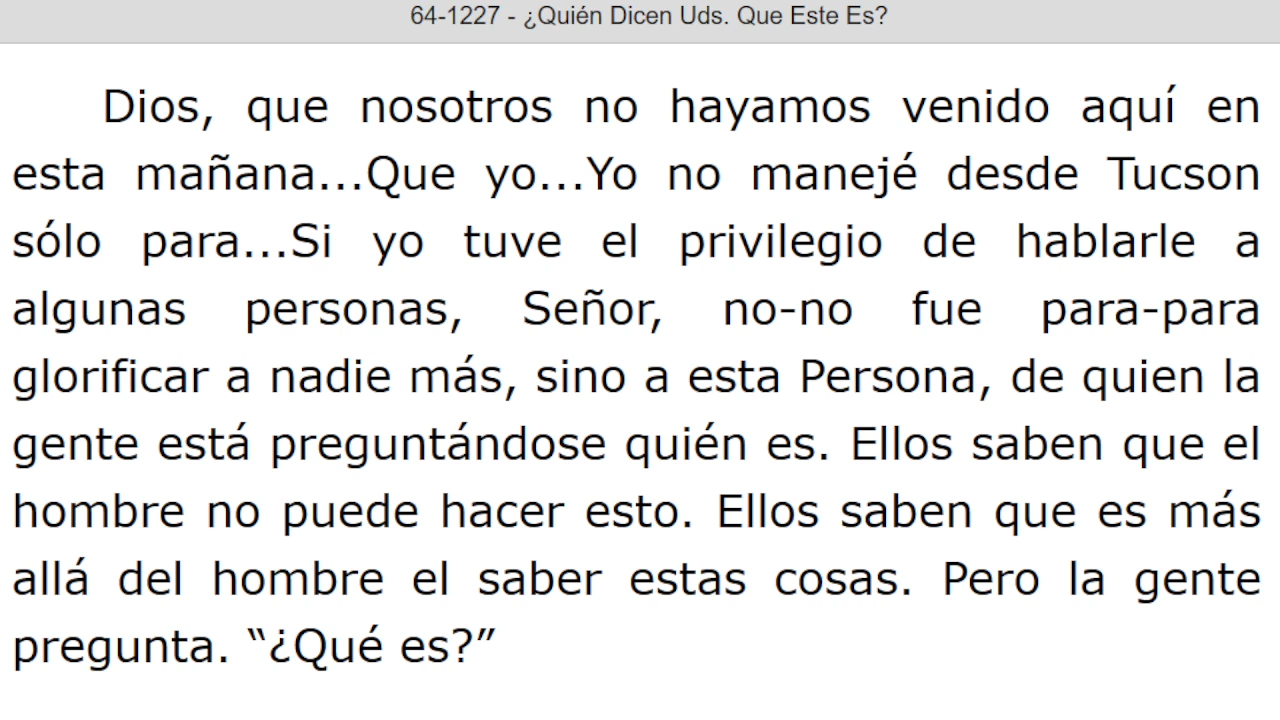 64-1227 - ¿Quién Dicen Uds. Que Este Es?
Dios, que nosotros no hayamos venido aquí en
esta mañana...Que yo...Yo no manejé desde Tucson
sólo para...Si yo tuve el privilegio de hablarle a
algunas personas, Señor, no-no fue para-para
glorificar a nadie más, sino a esta Persona, de quien la
gente está preguntándose quién es. Ellos saben que el
hombre no puede hacer esto. Ellos saben que es más
allá del hombre el saber estas cosas. Pero la gente
pregunta. “¿Qué es?”